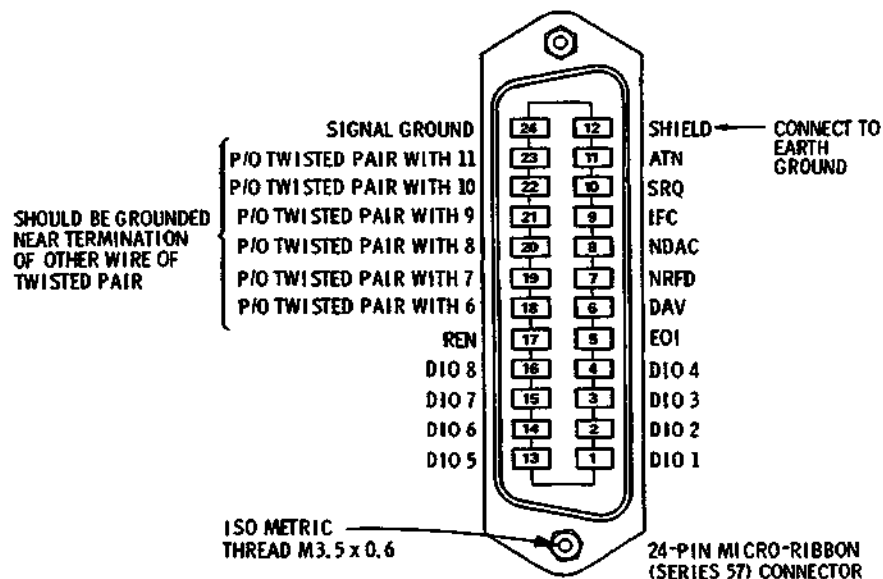 SIGNAL GROUND 24 12 SHIELD
P/O TWISTED PAIR WITH 11 23 11 ATN
P/O TWISTED PAIR WITH 10 22 10 SRQ
P/O TWISTED PAIR WITH 9 21 9 IFC
P/O TWISTED PAIR WITH 8 20 8 NDAC
P/O TWISTED PAIR WITH 7 19 7 NRFD
P/O TWISTED PAIR WITH 6 18 6 DAV
REN 17 5 EOI
DIO 8 16 4 DIO 4
DIO 7 15 3 DIO 3
DIO 6 14 2 DIO 2
DIO 5 13 1 DIO 1
CONNECT TO
EARTH
GROUND
SHOULD BE GROUNDED
NEAR TERMINATION
OF OTHER WIRE OF
TWISTED PAIR
ISO METRIC
THREAD M3.5 x 0.6
24-PIN MICRO-RIBBON
(SERIES 57) CONNECTOR